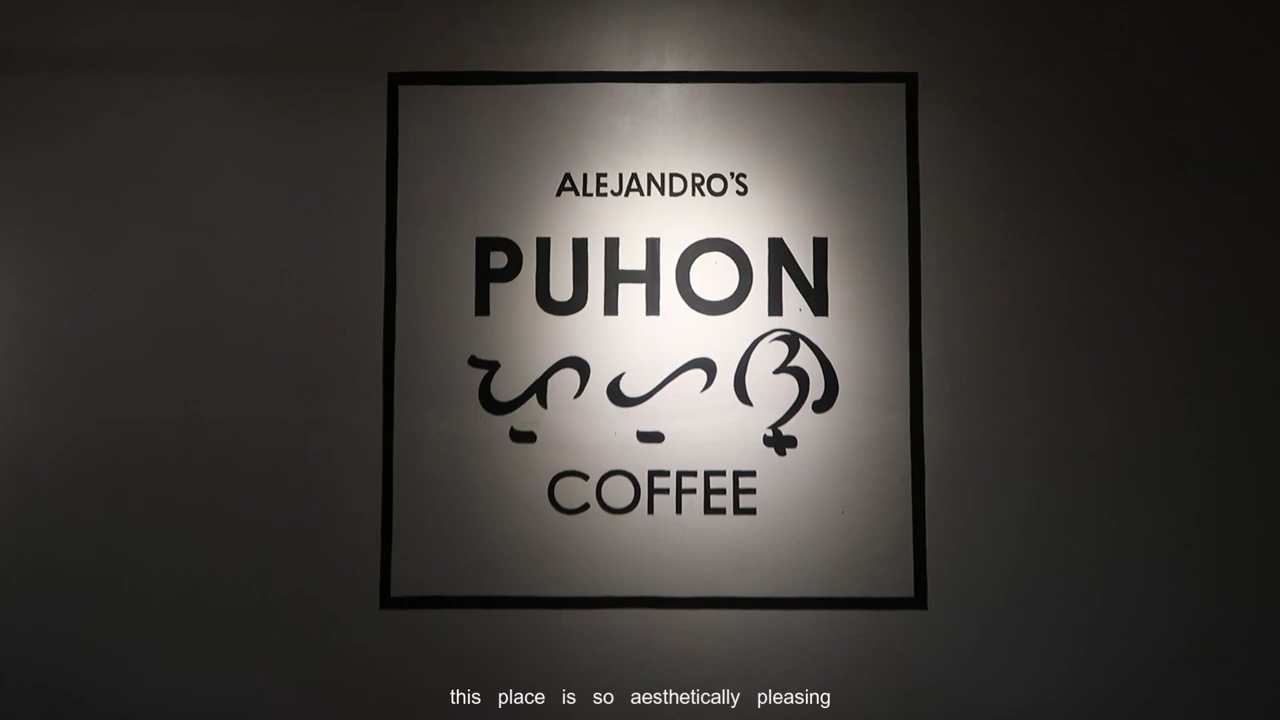 ALEJANDRO'S
PUHON
ᜉᜓᜑᜓᜈ᜔
COFFEE
this place is so aesthetically pleasing